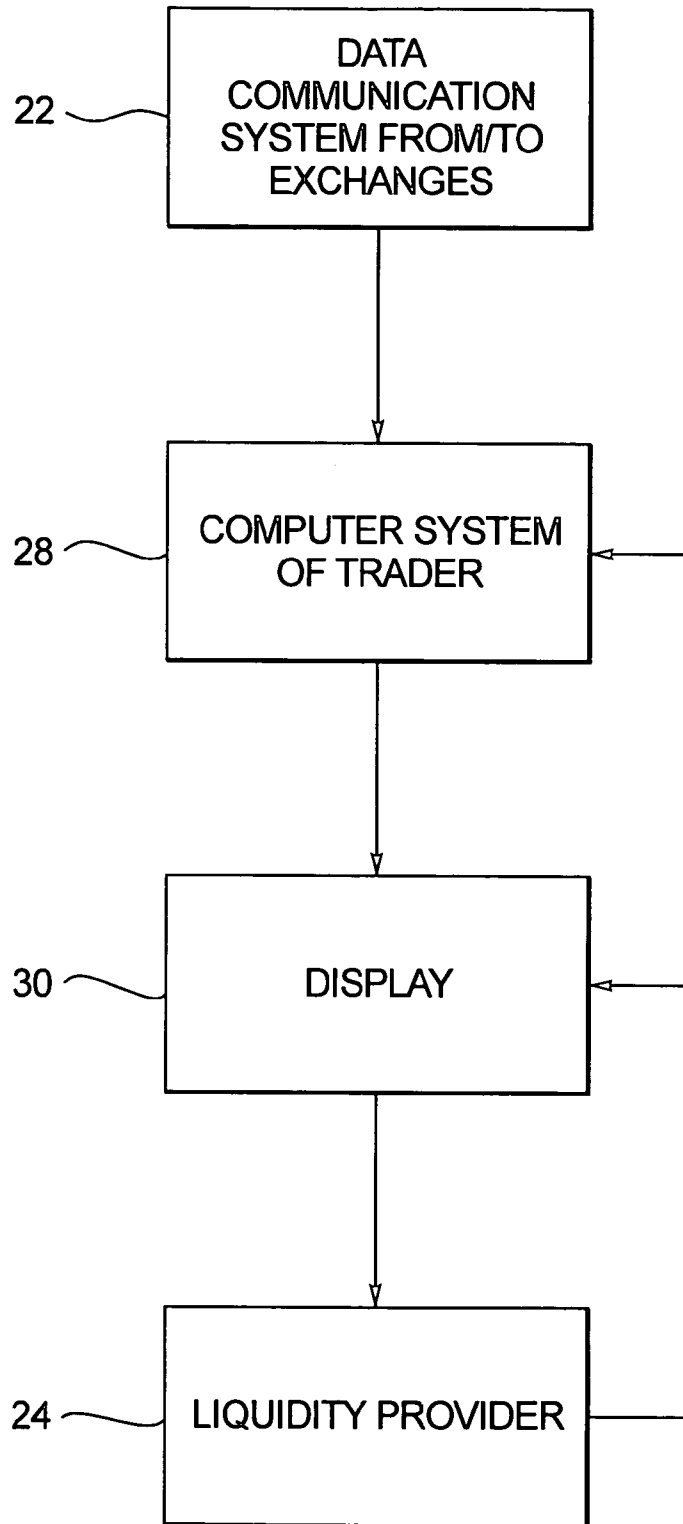 DATA
COMMUNICATION
SYSTEM FROM/TO
EXCHANGES
22
COMPUTER SYSTEM
OF TRADER
28
DISPLAY
30
LIQUIDITY PROVIDER
24